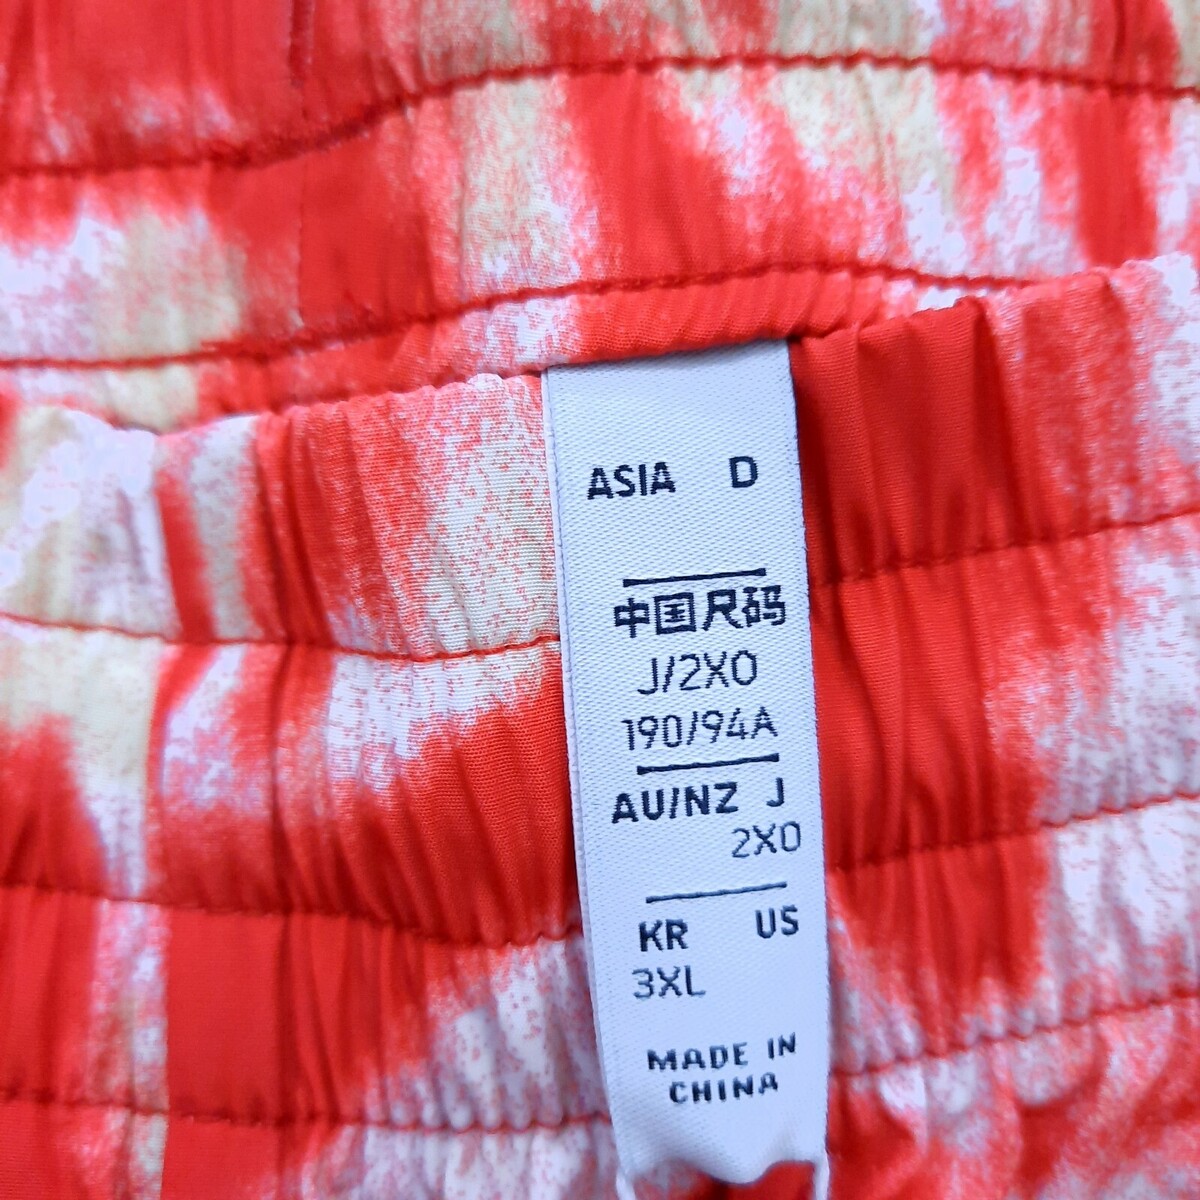 ASIA D
中国尺码
J/2XO
190/94A
AU/NZ J
2XO
KR US
3XL
MADE IN
CHINA